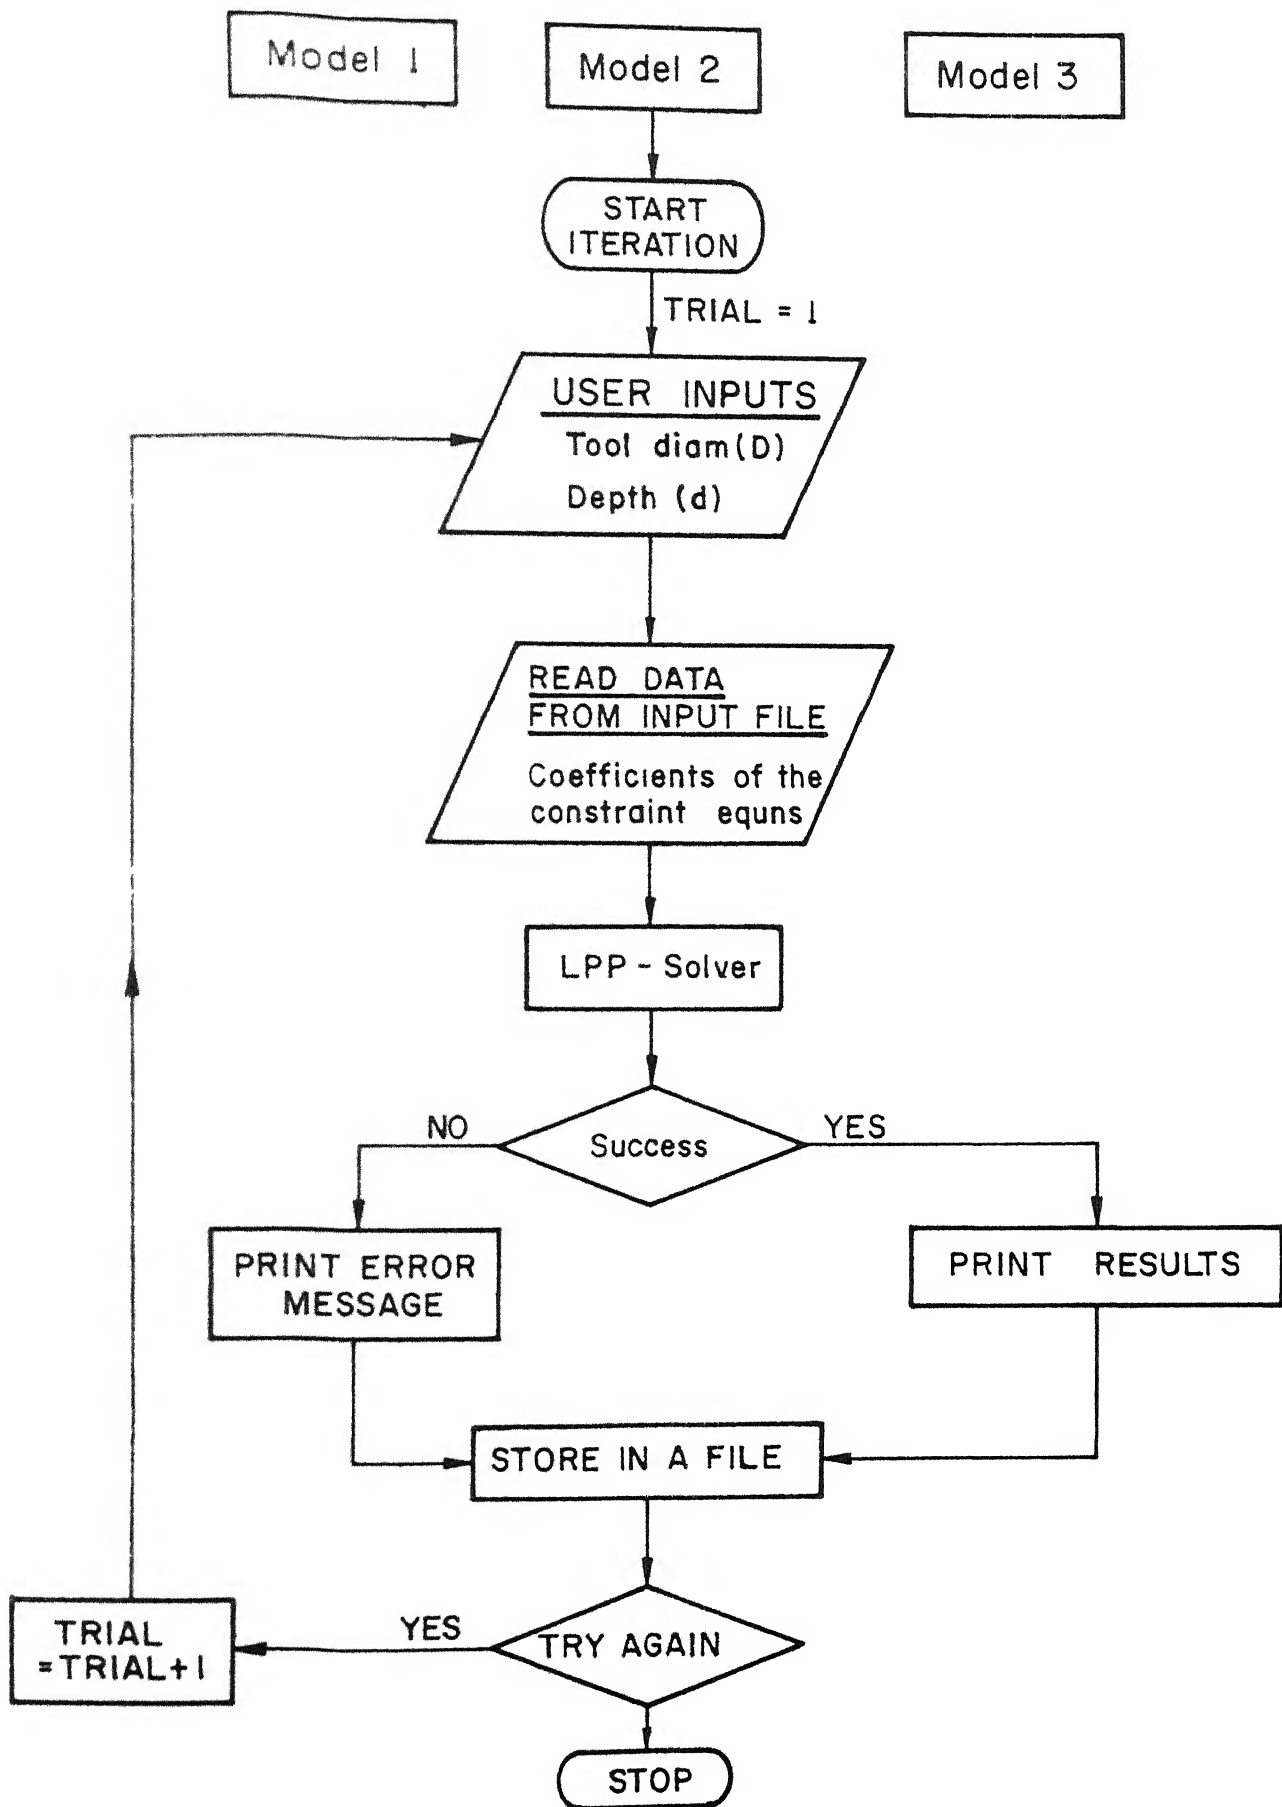 Model 1
Model 2
Model 3
START
ITERATION
TRIAL = 1
USER INPUTS
Tool diam(D)
Depth (d)
READ DATA
FROM INPUT FILE
Coefficients of the
constraint equns
LPP - Solver
NO
Success
YES
PRINT ERROR
MESSAGE
PRINT RESULTS
STORE IN A FILE
TRIAL
=TRIAL+1
YES
TRY AGAIN
STOP